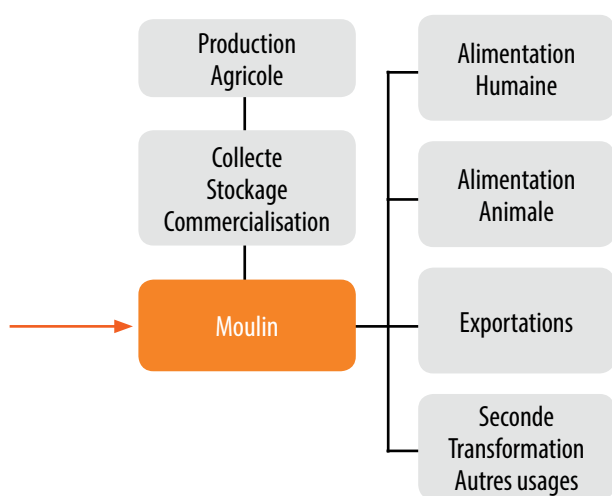 Production
Agricole
Collecte
Stockage
Commercialisation
Moulin
Alimentation
Humaine
Alimentation
Animale
Exportations
Seconde
Transformation
Autres usages